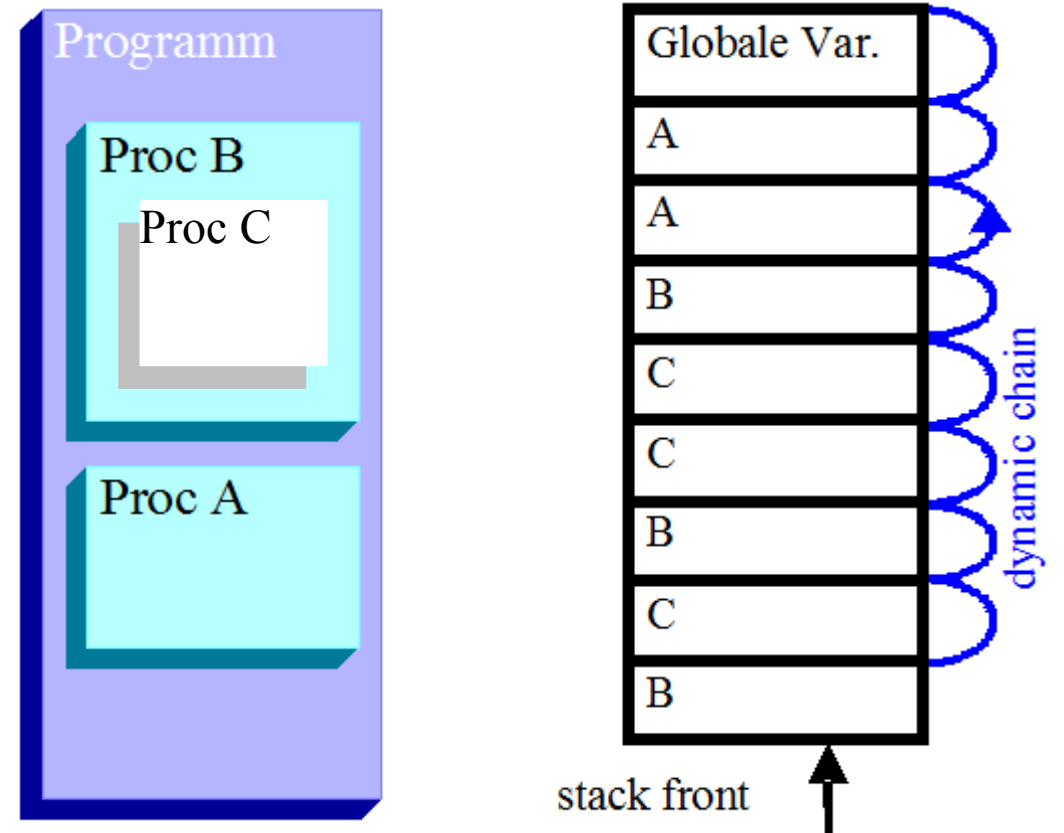 Programm
Proc B
Proc C
Proc A
Globale Var.
A
A
B
C
C
B
C
B
dynamic chain
stack front